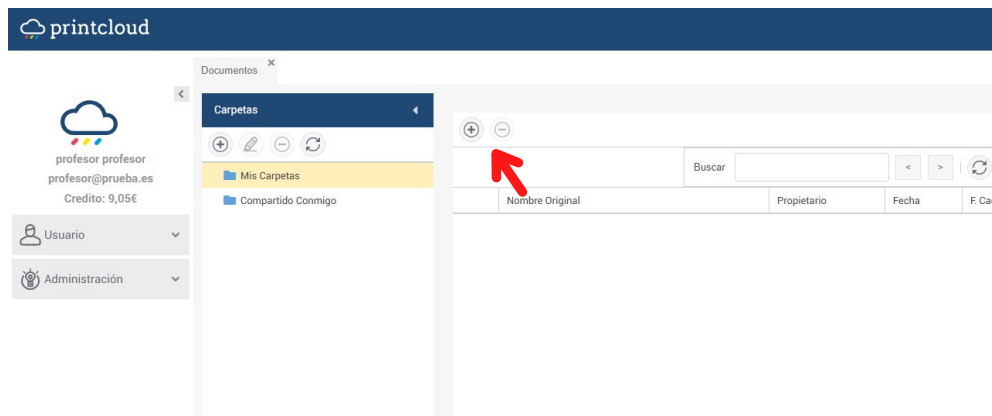 printcloud
Documentos
Carpetas
profesor profesor
profesor@prueba.es
Credito: 9,05€
Usuario
Administración
Mis Carpetas
Compartido Conmigo
Buscar
< >
Nombre Original Propietario Fecha F. Ca